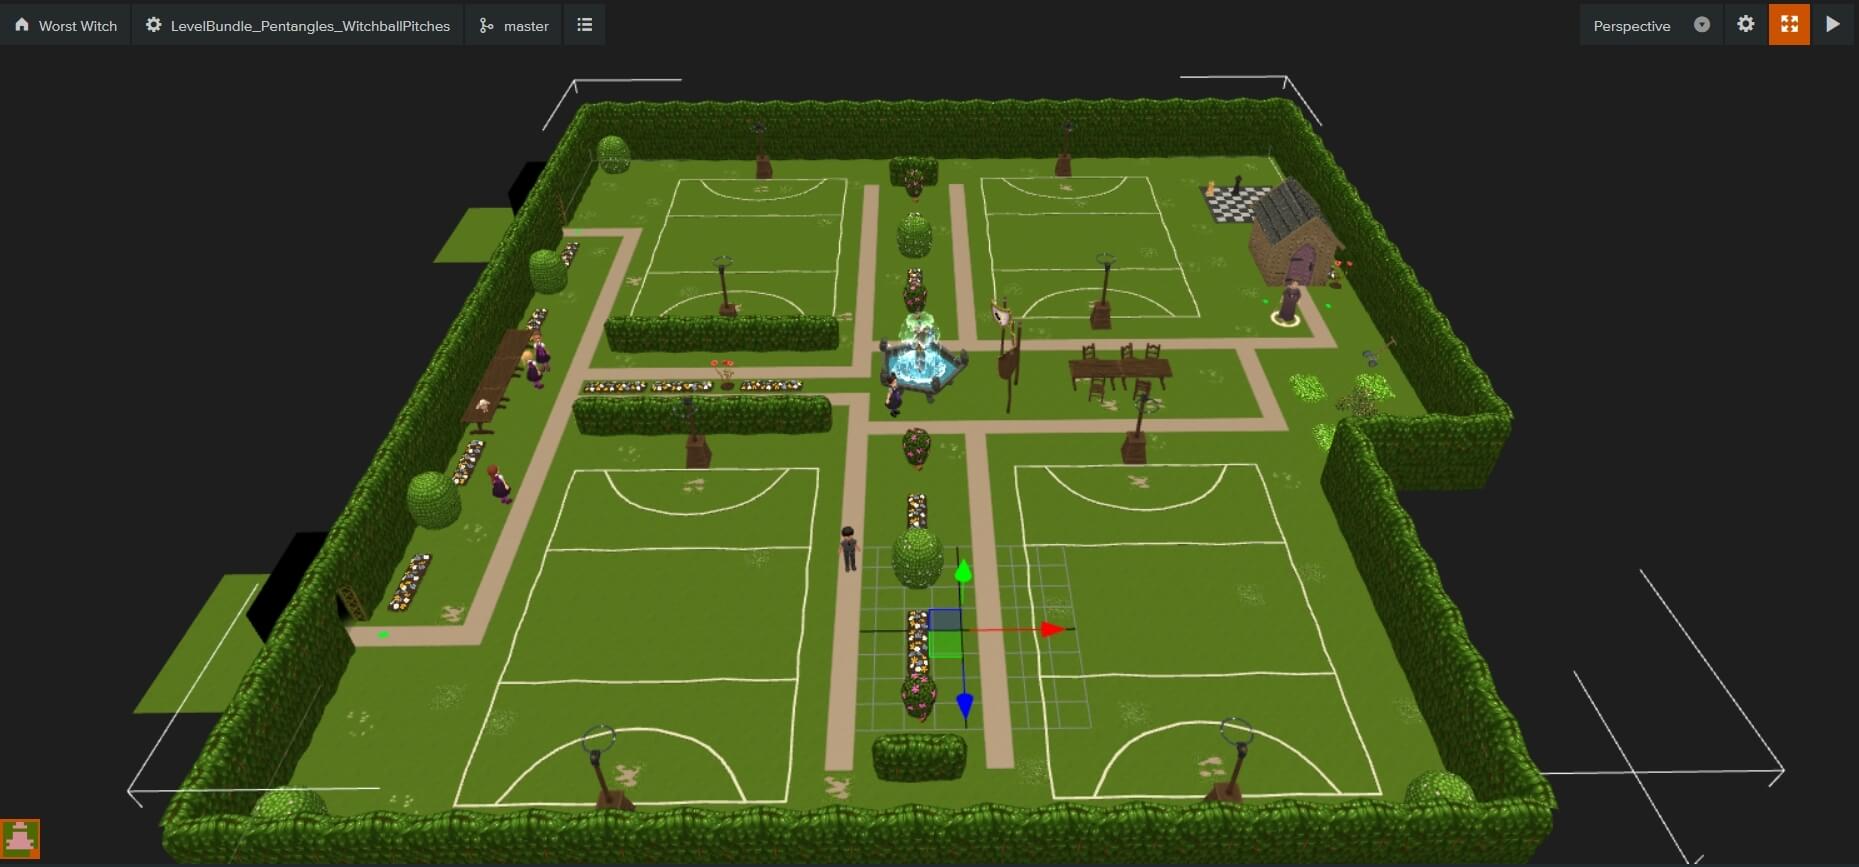 Worst Witch
LevelBundle_Pentangles_WitchballPitches
master
Perspective